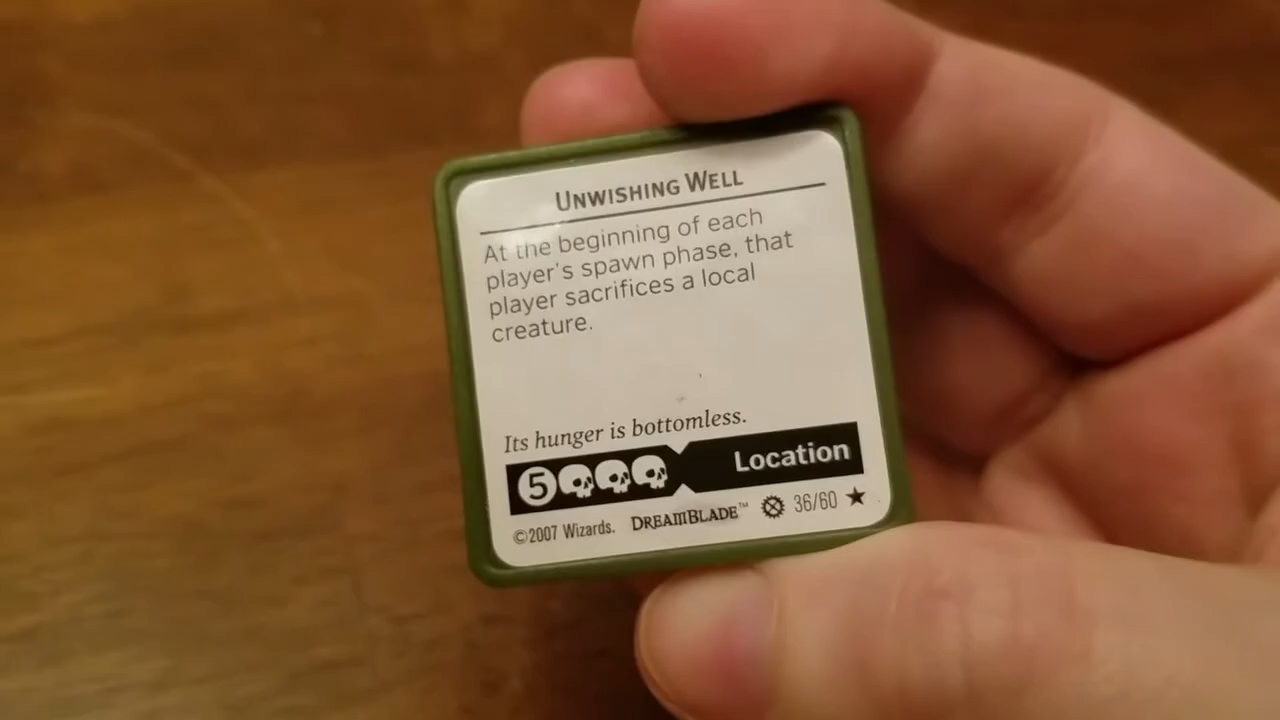 UNWISHING WELL
At the beginning of each
player's spawn phase, that
player sacrifices a local
creature.
Its hunger is bottomless.
5 Location
©2007 Wizards. DREAMBLADE™ 36/60 ★